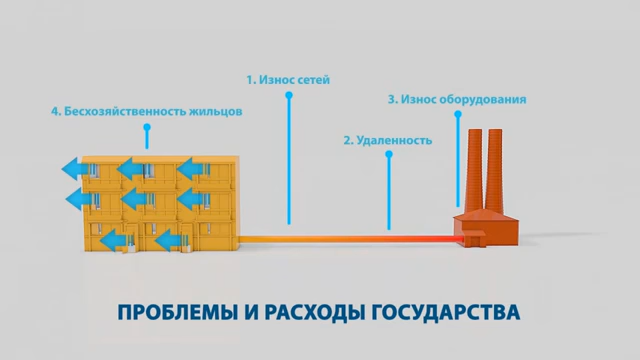 1. Износ сетей
3. Износ оборудования
4. Бесхозяйственность жильцов
2. Удаленность
ПРОБЛЕМЫ И РАСХОДЫ ГОСУДАРСТВА